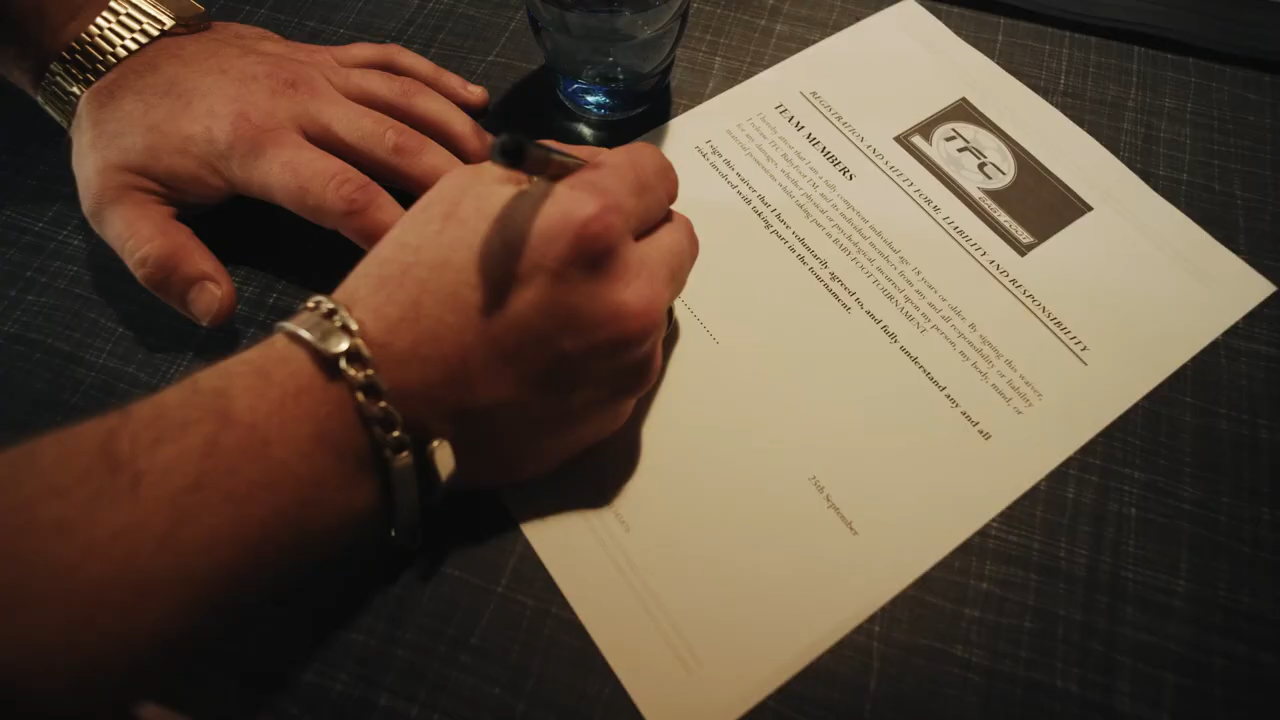 TFC
BABY FOOT
REGISTRATION AND SAFETY FORM: LIABILITY AND RESPONSIBILITY
TEAM MEMBERS
I hereby attest that I am a fully competent individual age 18 years or older. By signing this waiver,
I release TFC BabyFoot TM, and its individual members from any and all responsibility or liability
for any damages, whether physical or psychological, incurred upon my person, my body, mind, or
material possessions whilst taking part in BABY FOOT TOURNAMENT.
I sign this waiver that I have voluntarily agreed to, and fully understand any and all
risks involved with taking part in the tournament.
25th September